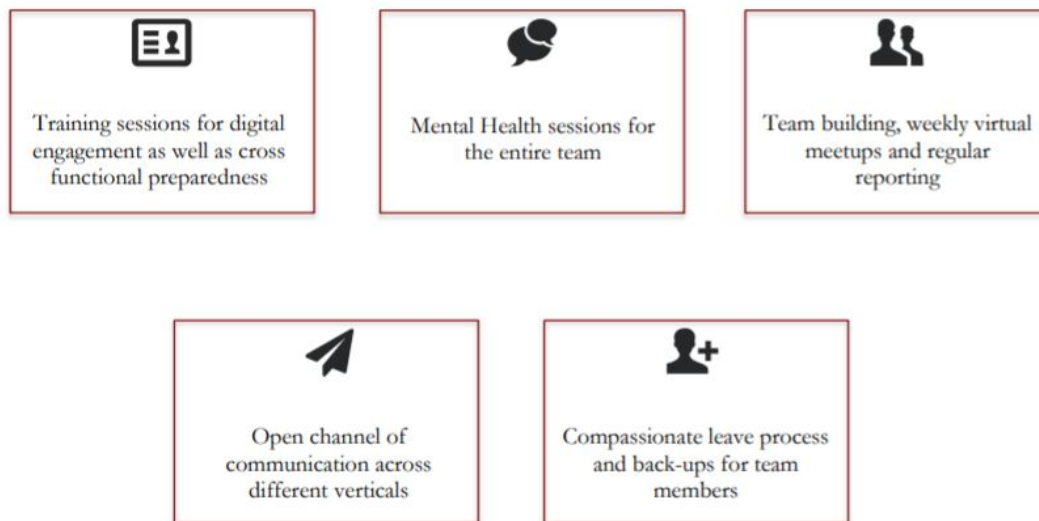 Training sessions for digital
engagement as well as cross
functional preparedness
Mental Health sessions for
the entire team
Team building, weekly virtual
meetups and regular
reporting
Open channel of
communication across
different verticals
Compassionate leave process
and back-ups for team
members